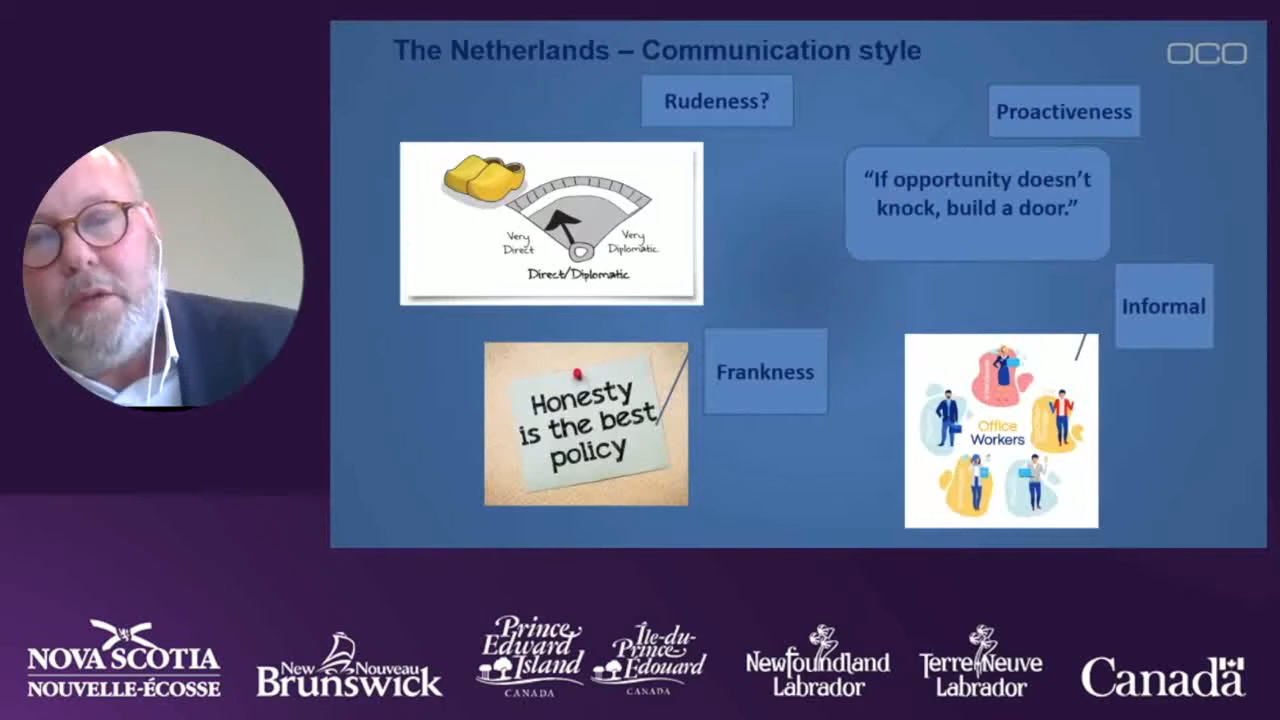 The Netherlands – Communication style
OCO
Rudeness?
Proactiveness
“If opportunity doesn’t
knock, build a door.”
Very
Direct
Very
Diplomatic
Direct/Diplomatic
Informal
Frankness
Honesty
is the best
policy
Office
Workers
NOVA SCOTIA
NOUVELLE-ÉCOSSE
New Nouveau
Brunswick
Prince
Edward
Island
CANADA
Île-du-
Prince
Édouard
CANADA
Newfoundland
Labrador
Terre Neuve
Labrador
Canada